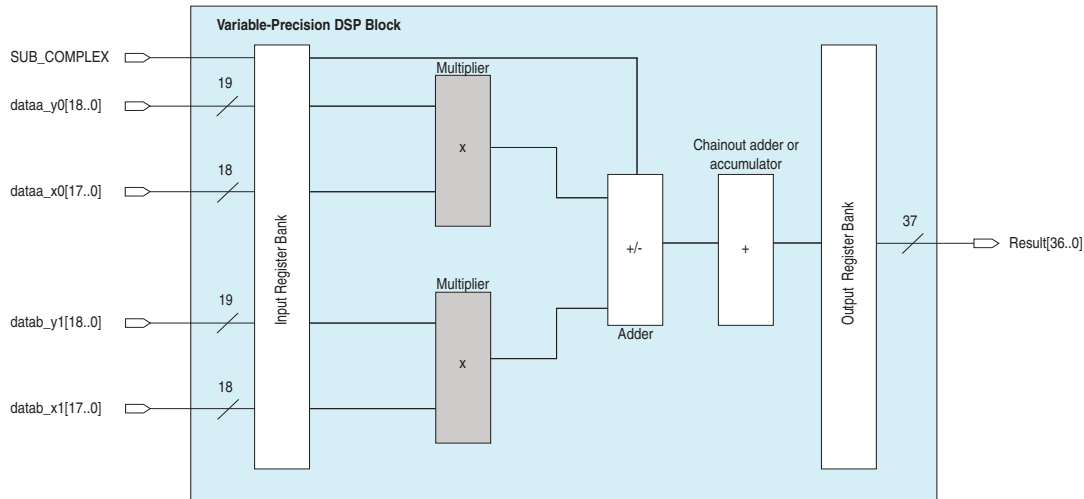 Variable-Precision DSP Block
SUB_COMPLEX
Multiplier
19
dataa_y0[18..0]
x
Chainout adder or
accumulator
18
dataa_x0[17..0]
Input Register Bank
+/-
+
Output Register Bank
37
Result[36..0]
Multiplier
19
datab_y1[18..0]
Adder
x
18
datab_x1[17..0]